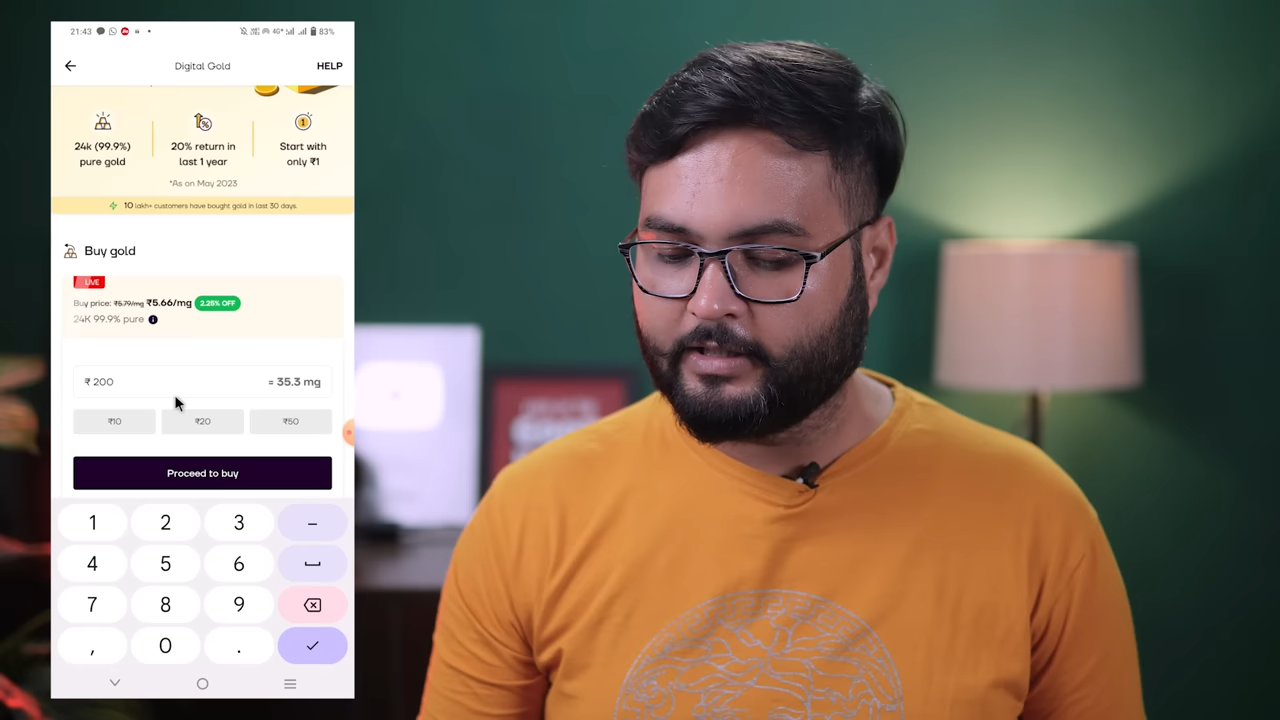 21:43
4G+
83%
Digital Gold
HELP
24k (99.9%)
pure gold
20% return in
last 1 year
Start with
only ₹1
*As on May 2023
10 lakh+ customers have bought gold in last 30 days.
Buy gold
LIVE
Buy price: ₹5.79/mg ₹5.66/mg 2.25% OFF
24K 99.9% pure
₹ 200 = 35.3 mg
₹10 ₹20 ₹50
Proceed to buy
1 2 3 –
4 5 6
7 8 9
, 0 .